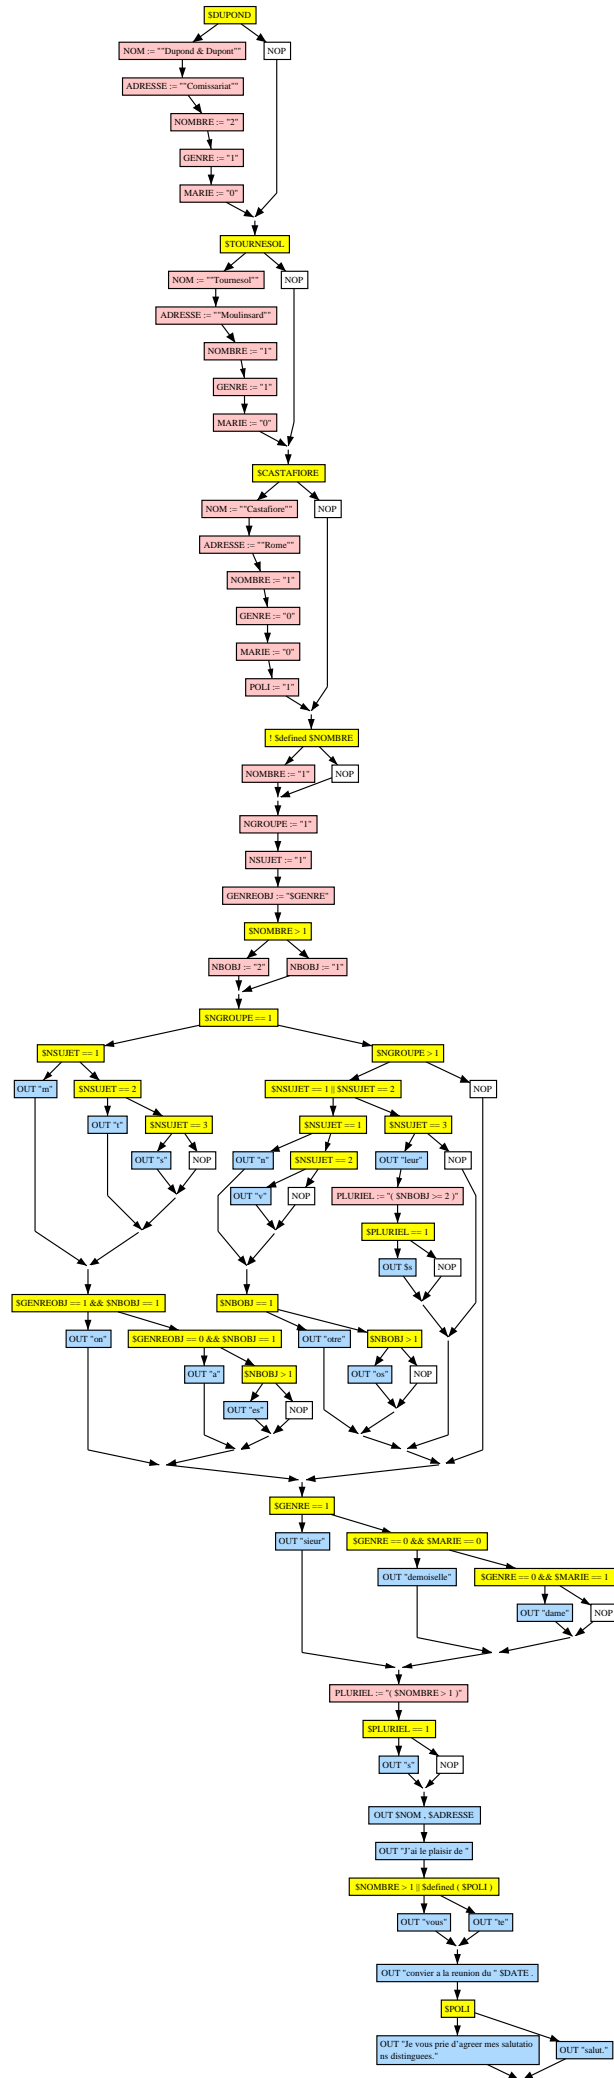 $DUPOND
NOM := ""Dupond & Dupont""
NOP
ADRESSE := ""Comissariat""
NOMBRE := "2"
GENRE := "1"
MARIE := "0"
$TOURNESOL
NOM := ""Tournesol""
NOP
ADRESSE := ""Moulinsard""
NOMBRE := "1"
GENRE := "1"
MARIE := "0"
$CASTAFIORE
NOM := ""Castafiore""
NOP
ADRESSE := ""Rome""
NOMBRE := "1"
GENRE := "0"
MARIE := "0"
POLI := "1"
! $defined $NOMBRE
NOMBRE := "1"
NOP
NGROUPE := "1"
NSUJET := "1"
GENREOBJ := "$GENRE"
$NOMBRE > 1
NBOBJ := "2"
NBOBJ := "1"
$NGROUPE == 1
$NSUJET == 1
$NGROUPE > 1
OUT "m"
$NSUJET == 2
$NSUJET == 1 || $NSUJET == 2
NOP
OUT "t"
$NSUJET == 3
$NSUJET == 1
$NSUJET == 3
OUT "s"
NOP
OUT "n"
$NSUJET == 2
OUT "leur"
NOP
OUT "v"
NOP
PLURIEL := "( $NBOBJ >= 2 )"
$PLURIEL == 1
OUT $s
NOP
$GENREOBJ == 1 && $NBOBJ == 1
$NBOBJ == 1
OUT "on"
$GENREOBJ == 0 && $NBOBJ == 1
OUT "otre"
$NBOBJ > 1
OUT "a"
$NBOBJ > 1
OUT "os"
NOP
OUT "es"
NOP
$GENRE == 1
OUT "sieur"
$GENRE == 0 && $MARIE == 0
OUT "demoiselle"
$GENRE == 0 && $MARIE == 1
OUT "dame"
NOP
PLURIEL := "( $NOMBRE > 1 )"
$PLURIEL == 1
OUT "s"
NOP
OUT $NOM , $ADRESSE
OUT "J'ai le plaisir de "
$NOMBRE > 1 || $defined ( $POLI )
OUT "vous"
OUT "te"
OUT "convier a la reunion du " $DATE .
$POLI
OUT "Je vous prie d'agreer mes salutatio
ns distinguees."
OUT "salut."